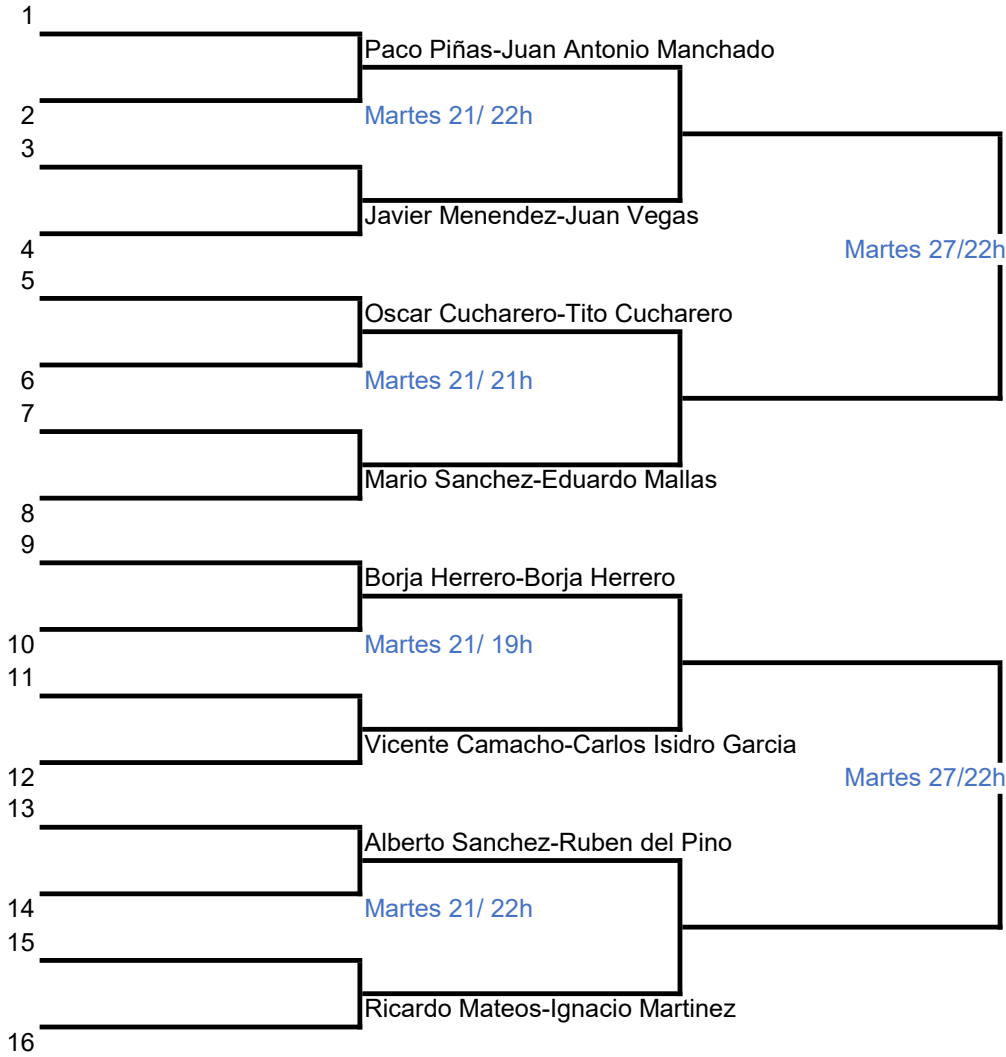 1
Paco Piñas-Juan Antonio Manchado
2
Martes 21/ 22h
3
Javier Menendez-Juan Vegas
4
Martes 27/22h
5
Oscar Cucharero-Tito Cucharero
6
Martes 21/ 21h
7
Mario Sanchez-Eduardo Mallas
8
9
Borja Herrero-Borja Herrero
10
Martes 21/ 19h
11
Vicente Camacho-Carlos Isidro Garcia
12
Martes 27/22h
13
Alberto Sanchez-Ruben del Pino
14
Martes 21/ 22h
15
Ricardo Mateos-Ignacio Martinez
16